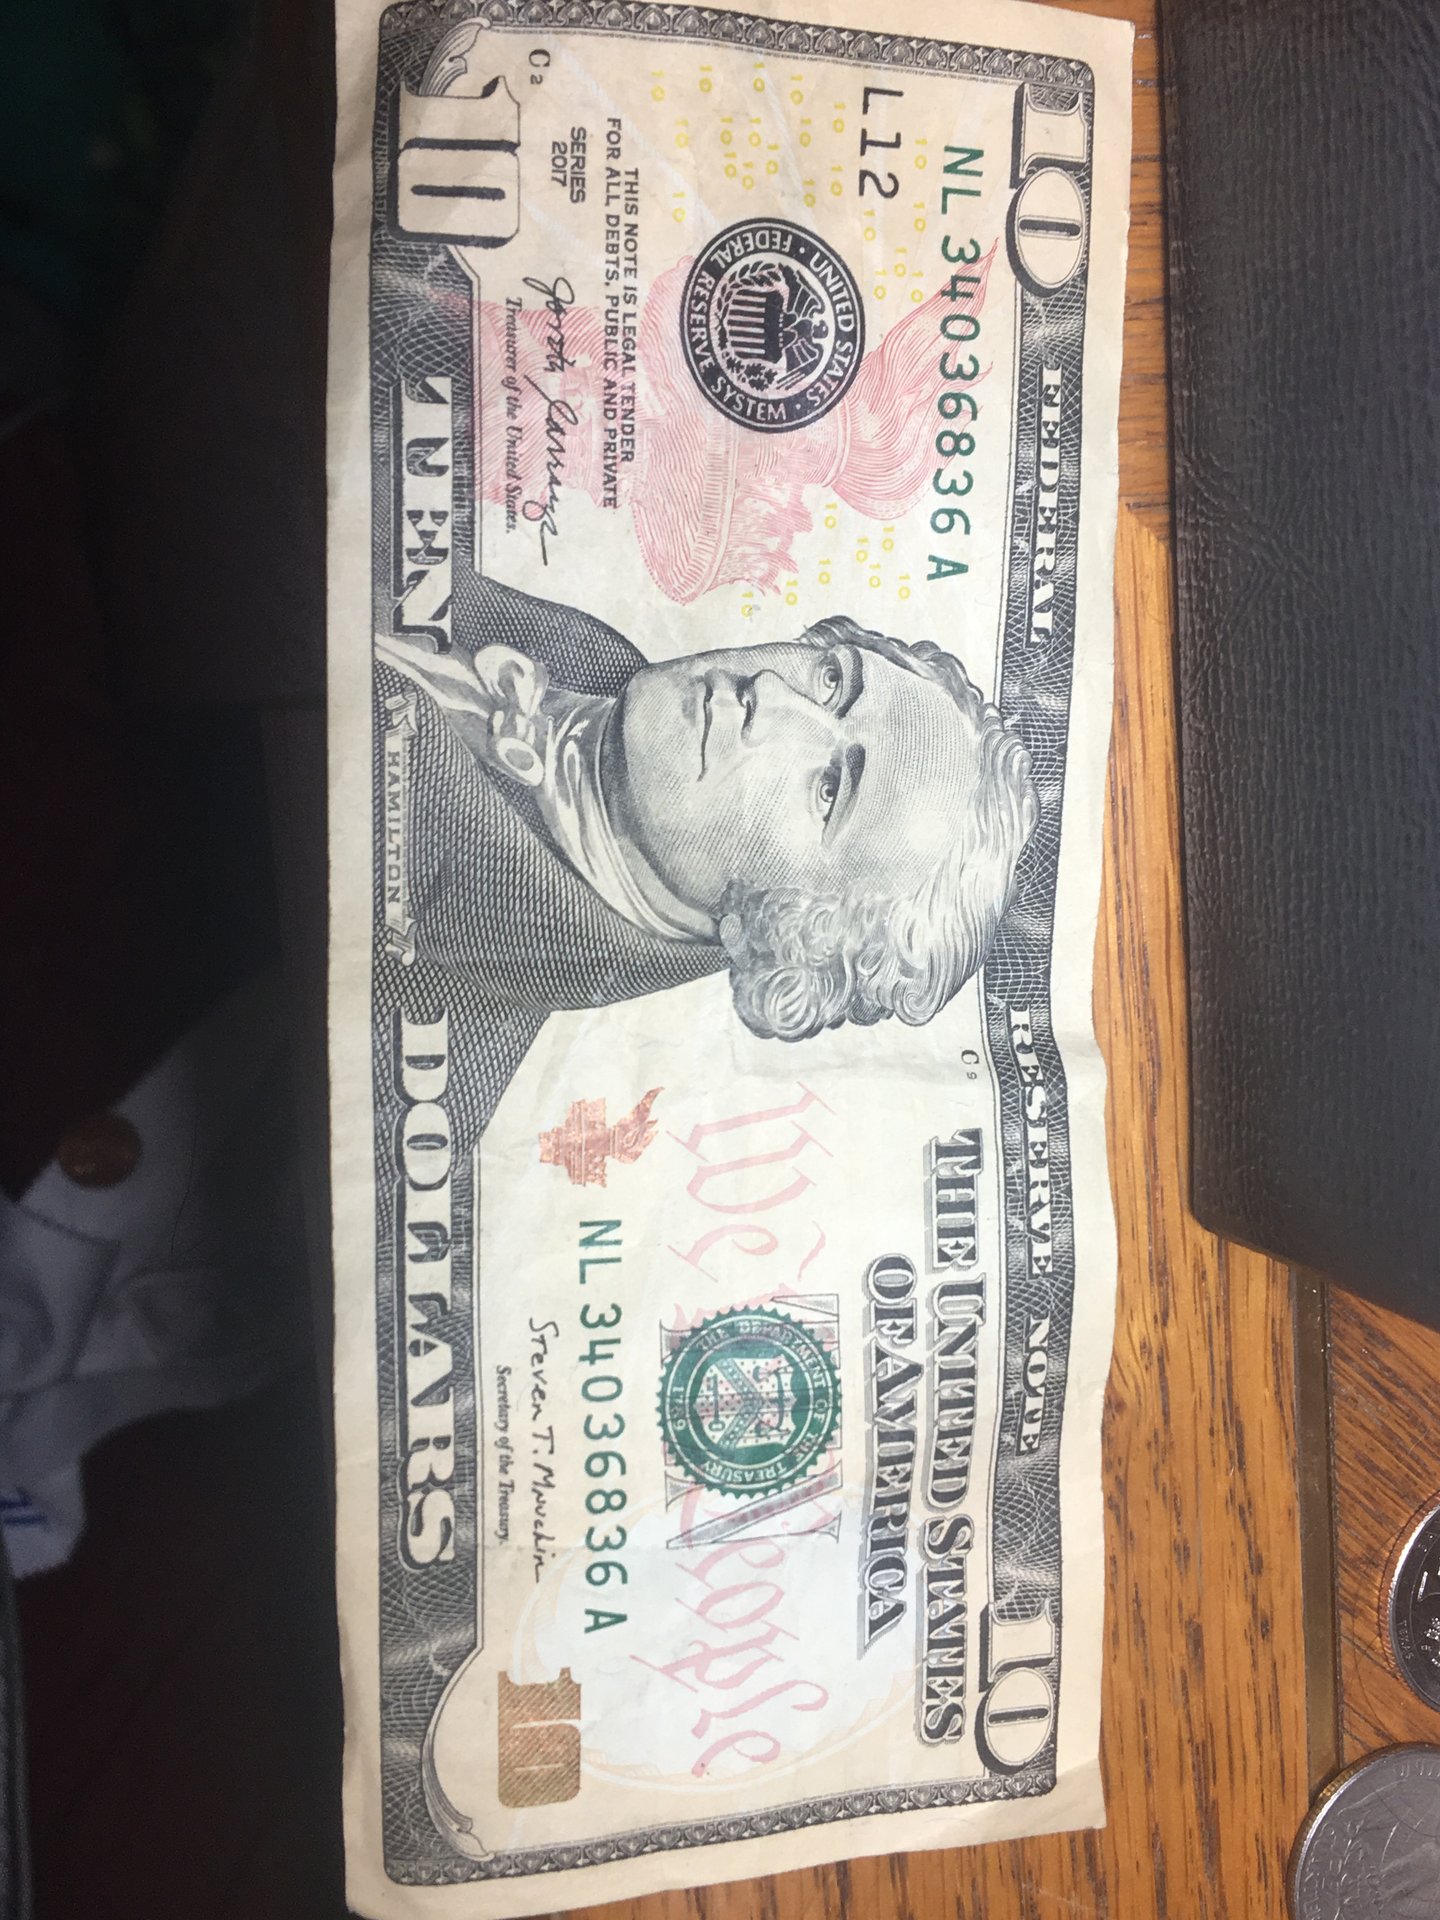 10 FEDERAL RESERVE NOTE 10
NL 34036836 A
L12
UNITED STATES FEDERAL RESERVE SYSTEM
THIS NOTE IS LEGAL TENDER
FOR ALL DEBTS, PUBLIC AND PRIVATE
SERIES
2017
Treasurer of the United States.
C2
10
TEN DOLLARS
HAMILTON
C9
THE UNITED STATES
OF AMERICA
We the People
TEN
THE DEPARTMENT OF THE TREASURY
1789
NL 34036836 A
Steven T. Mnuchin
Secretary of the Treasury.
10